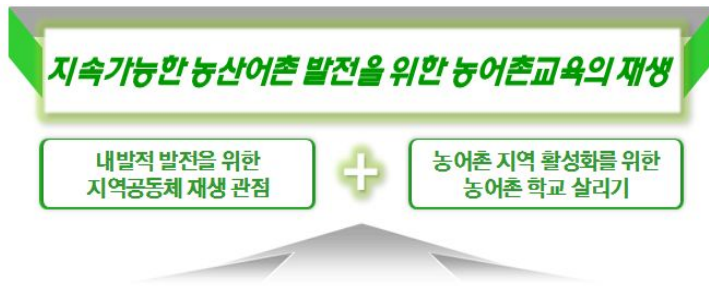 지속가능한 농산어촌 발전을 위한 농어촌교육의 재생
내발적 발전을 위한
지역공동체 재생 관점
+
농어촌 지역 활성화를 위한
농어촌 학교 살리기